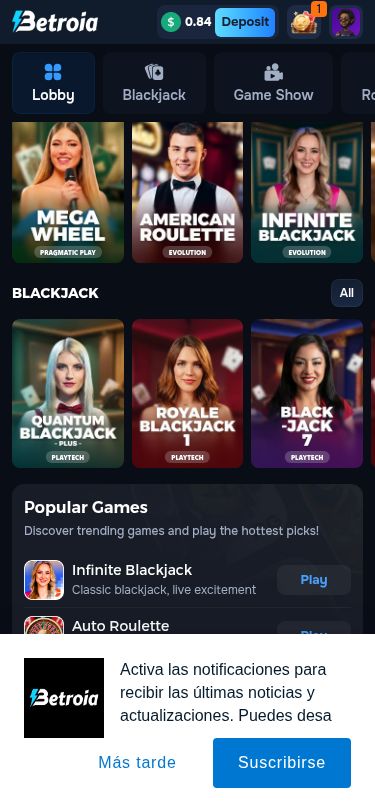 Betroia
$ 0.84 Deposit
1
Lobby
Blackjack
Game Show
Ro
MEGA
WHEEL
PRAGMATIC PLAY
AMERICAN
ROULETTE
EVOLUTION
INFINITE
BLACKJACK
EVOLUTION
BLACKJACK
All
QUANTUM
BLACKJACK
- PLUS -
PLAYTECH
ROYALE
BLACKJACK
1
PLAYTECH
BLACK
-JACK
7
PLAYTECH
Popular Games
Discover trending games and play the hottest picks!
Infinite Blackjack
Classic blackjack, live excitement
Play
Auto Roulette
Play
Betroia
Activa las notificaciones para
recibir las últimas noticias y
actualizaciones. Puedes desa
Más tarde
Suscribirse